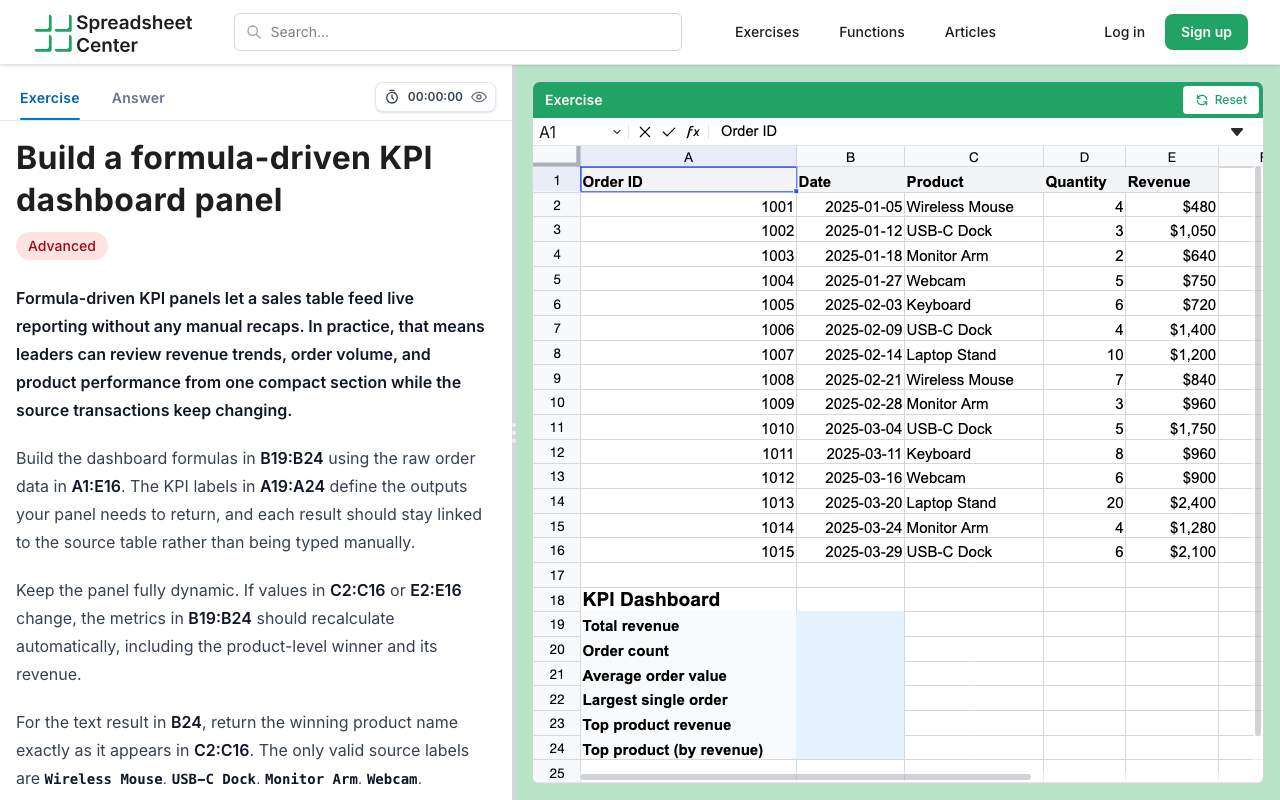 Spreadsheet
Center
Search...
Exercises
Functions
Articles
Log in
Sign up
Exercise
Answer
00:00:00
Build a formula-driven KPI
dashboard panel
Advanced
Formula-driven KPI panels let a sales table feed live
reporting without any manual recaps. In practice, that means
leaders can review revenue trends, order volume, and
product performance from one compact section while the
source transactions keep changing.
Build the dashboard formulas in B19:B24 using the raw order
data in A1:E16. The KPI labels in A19:A24 define the outputs
your panel needs to return, and each result should stay linked
to the source table rather than being typed manually.
Keep the panel fully dynamic. If values in C2:C16 or E2:E16
change, the metrics in B19:B24 should recalculate
automatically, including the product-level winner and its
revenue.
For the text result in B24, return the winning product name
exactly as it appears in C2:C16. The only valid source labels
are Wireless Mouse, USB-C Dock, Monitor Arm, Webcam,
Exercise
Reset
A1
fx
Order ID
A B C D E F
1 Order ID Date Product Quantity Revenue
2 1001 2025-01-05 Wireless Mouse 4 $480
3 1002 2025-01-12 USB-C Dock 3 $1,050
4 1003 2025-01-18 Monitor Arm 2 $640
5 1004 2025-01-27 Webcam 5 $750
6 1005 2025-02-03 Keyboard 6 $720
7 1006 2025-02-09 USB-C Dock 4 $1,400
8 1007 2025-02-14 Laptop Stand 10 $1,200
9 1008 2025-02-21 Wireless Mouse 7 $840
10 1009 2025-02-28 Monitor Arm 3 $960
11 1010 2025-03-04 USB-C Dock 5 $1,750
12 1011 2025-03-11 Keyboard 8 $960
13 1012 2025-03-16 Webcam 6 $900
14 1013 2025-03-20 Laptop Stand 20 $2,400
15 1014 2025-03-24 Monitor Arm 4 $1,280
16 1015 2025-03-29 USB-C Dock 6 $2,100
17
18 KPI Dashboard
19 Total revenue
20 Order count
21 Average order value
22 Largest single order
23 Top product revenue
24 Top product (by revenue)
25